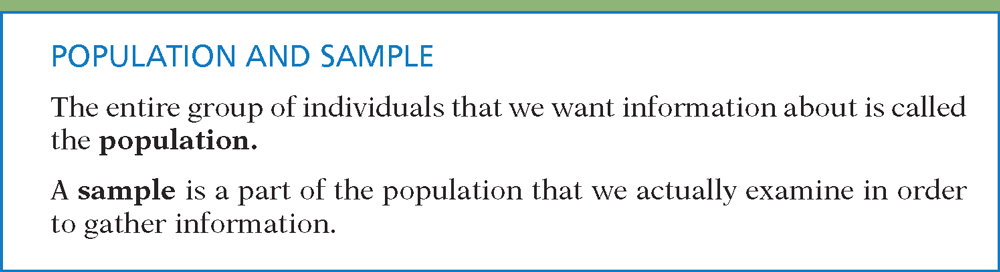 POPULATION AND SAMPLE
The entire group of individuals that we want information about is called
the population.
A sample is a part of the population that we actually examine in order
to gather information.